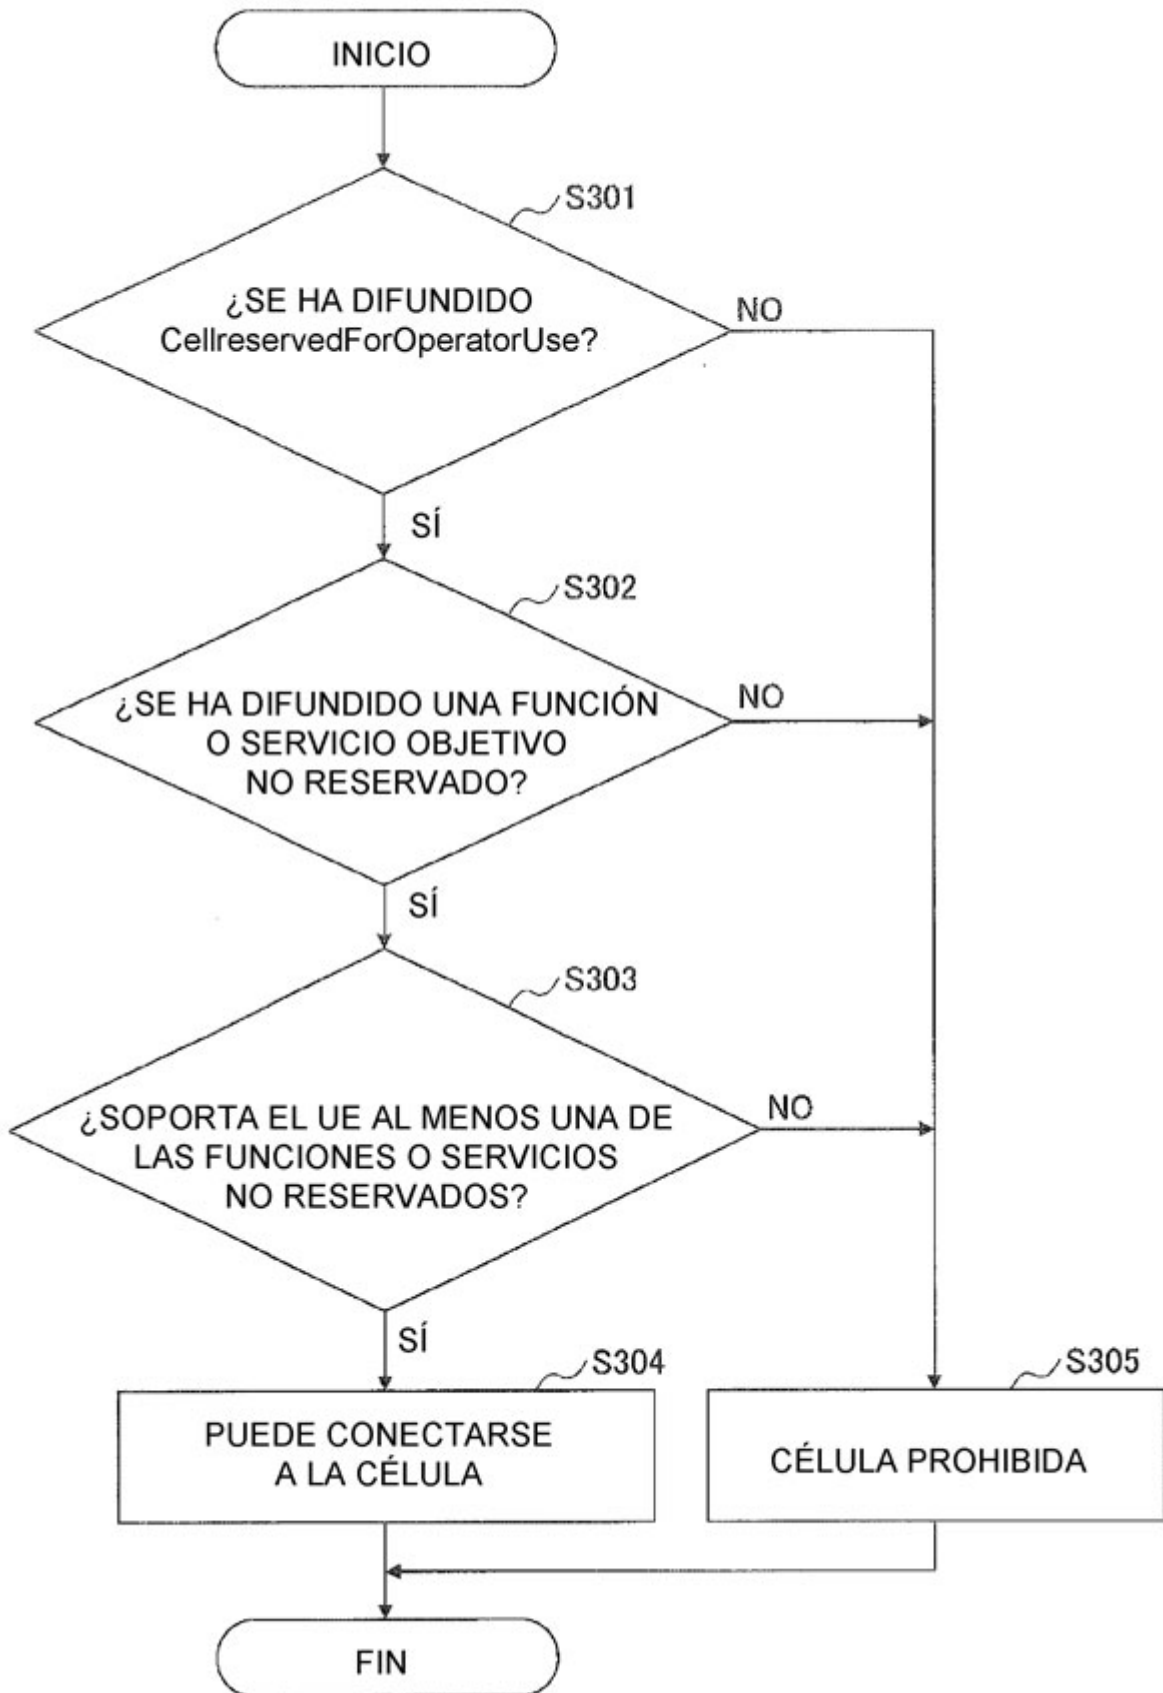 INICIO
S301
¿SE HA DIFUNDIDO
CellreservedForOperatorUse?
NO
SÍ
S302
¿SE HA DIFUNDIDO UNA FUNCIÓN
O SERVICIO OBJETIVO
NO RESERVADO?
NO
SÍ
S303
¿SOPORTA EL UE AL MENOS UNA DE
LAS FUNCIONES O SERVICIOS
NO RESERVADOS?
NO
SÍ
S304
PUEDE CONECTARSE
A LA CÉLULA
S305
CÉLULA PROHIBIDA
FIN